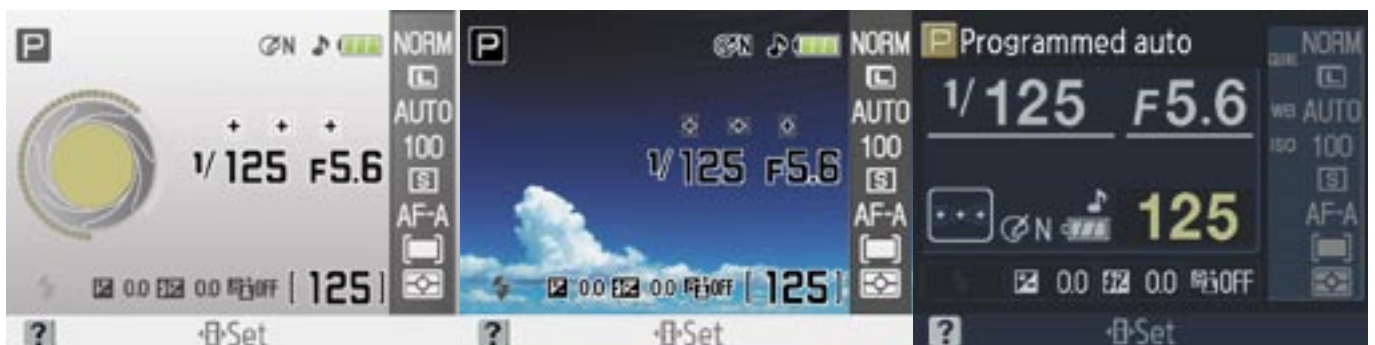 P N NORM
L
AUTO
1/125 F5.6 100
S
AF-A
0.0 0.0 OFF [125]
? Set
P N NORM
L
AUTO
1/125 F5.6 100
S
AF-A
0.0 0.0 OFF [125]
? Set
P Programmed auto NORM
QUAL L
1/125 F5.6 WB AUTO
ISO 100
S
N 125 AF-A
0.0 0.0 OFF
? Set